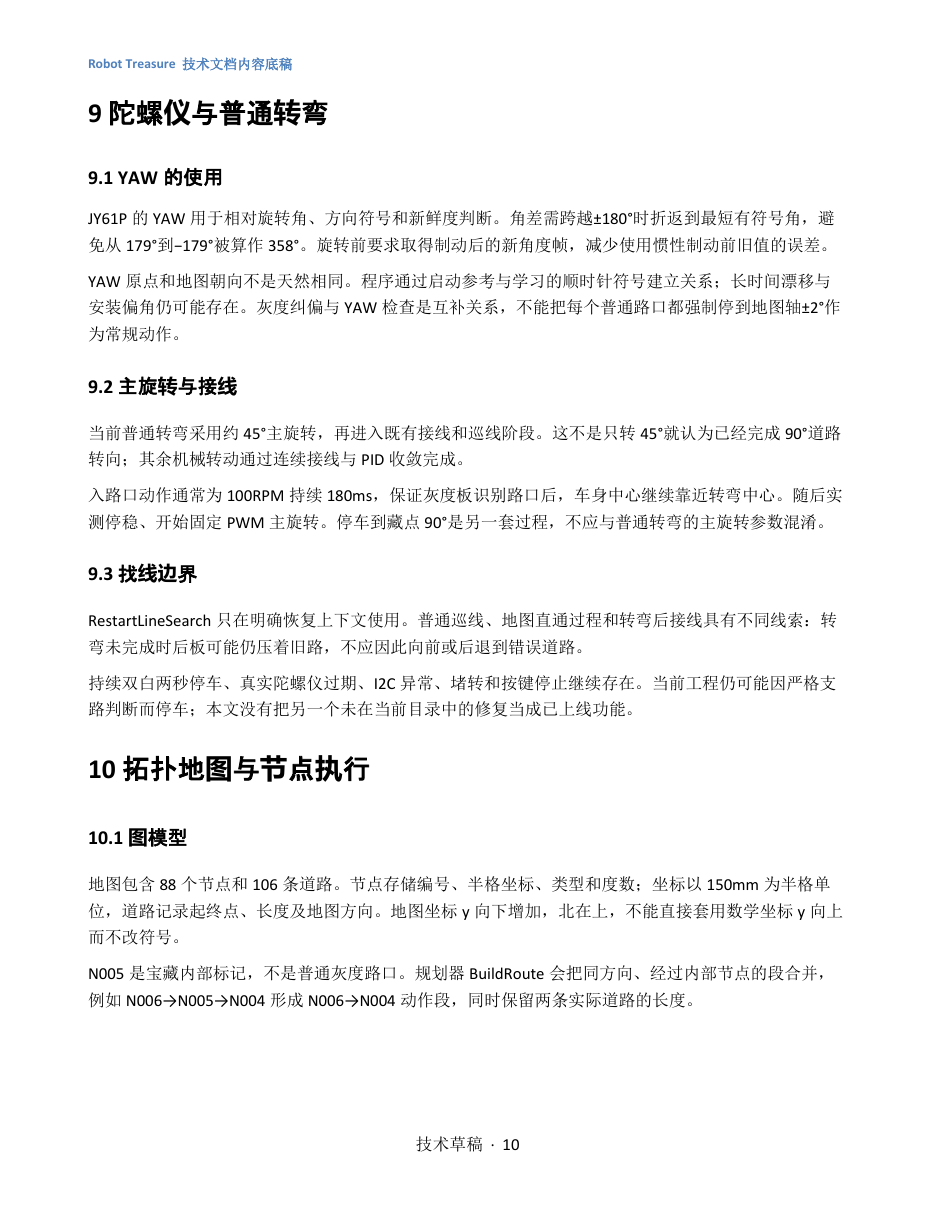 Robot Treasure 技术文档内容底稿
9 陀螺仪与普通转弯
9.1 YAW 的使用
JY61P 的 YAW 用于相对旋转角、方向符号和新鲜度判断。角差需跨越±180°时折返到最短有符号角，避
免从 179°到−179°被算作 358°。旋转前要求取得制动后的新角度帧，减少使用惯性制动前旧值的误差。
YAW 原点和地图朝向不是天然相同。程序通过启动参考与学习的顺时针符号建立关系；长时间漂移与
安装偏角仍可能存在。灰度纠偏与 YAW 检查是互补关系，不能把每个普通路口都强制停到地图轴±2°作
为常规动作。
9.2 主旋转与接线
当前普通转弯采用约 45°主旋转，再进入既有接线和巡线阶段。这不是只转 45°就认为已经完成 90°道路
转向；其余机械转动通过连续接线与 PID 收敛完成。
入路口动作通常为 100RPM 持续 180ms，保证灰度板识别路口后，车身中心继续靠近转弯中心。随后实
测停稳、开始固定 PWM 主旋转。停车到藏点 90°是另一套过程，不应与普通转弯的主旋转参数混淆。
9.3 找线边界
RestartLineSearch 只在明确恢复上下文使用。普通巡线、地图直通过程和转弯后接线具有不同线索：转
弯未完成时后板可能仍压着旧路，不应因此向前或后退到错误道路。
持续双白两秒停车、真实陀螺仪过期、I2C 异常、堵转和按键停止继续存在。当前工程仍可能因严格支
路判断而停车；本文没有把另一个未在当前目录中的修复当成已上线功能。
10 拓扑地图与节点执行
10.1 图模型
地图包含 88 个节点和 106 条道路。节点存储编号、半格坐标、类型和度数；坐标以 150mm 为半格单
位，道路记录起终点、长度及地图方向。地图坐标 y 向下增加，北在上，不能直接套用数学坐标 y 向上
而不改符号。
N005 是宝藏内部标记，不是普通灰度路口。规划器 BuildRoute 会把同方向、经过内部节点的段合并，
例如 N006→N005→N004 形成 N006→N004 动作段，同时保留两条实际道路的长度。
技术草稿 · 10